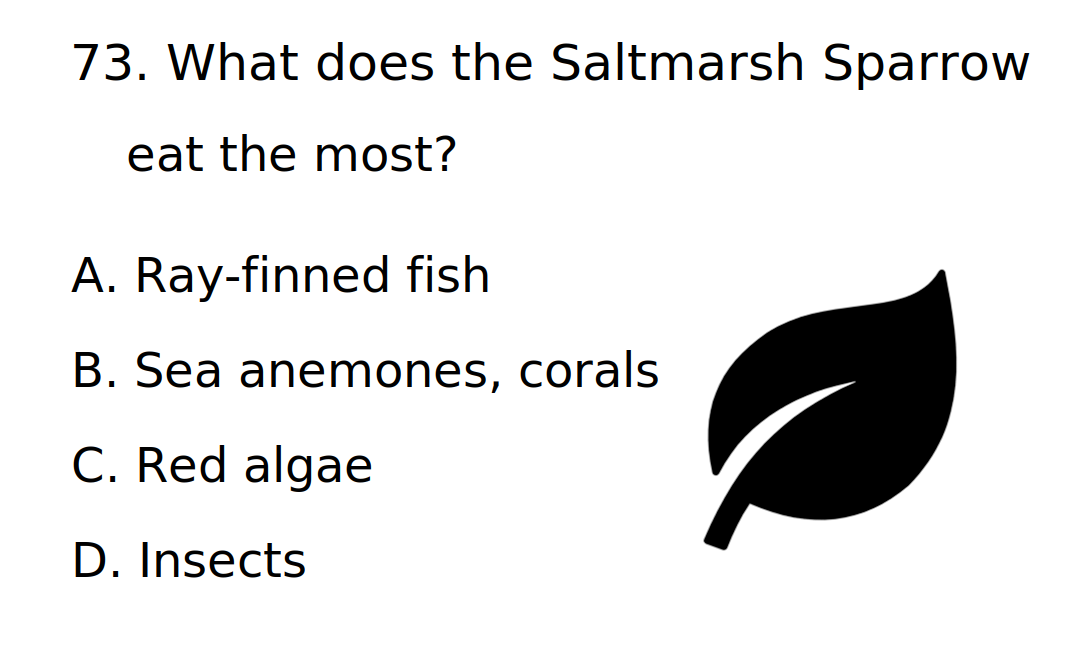 73. What does the Saltmarsh Sparrow
eat the most?
A. Ray-finned fish
B. Sea anemones, corals
C. Red algae
D. Insects